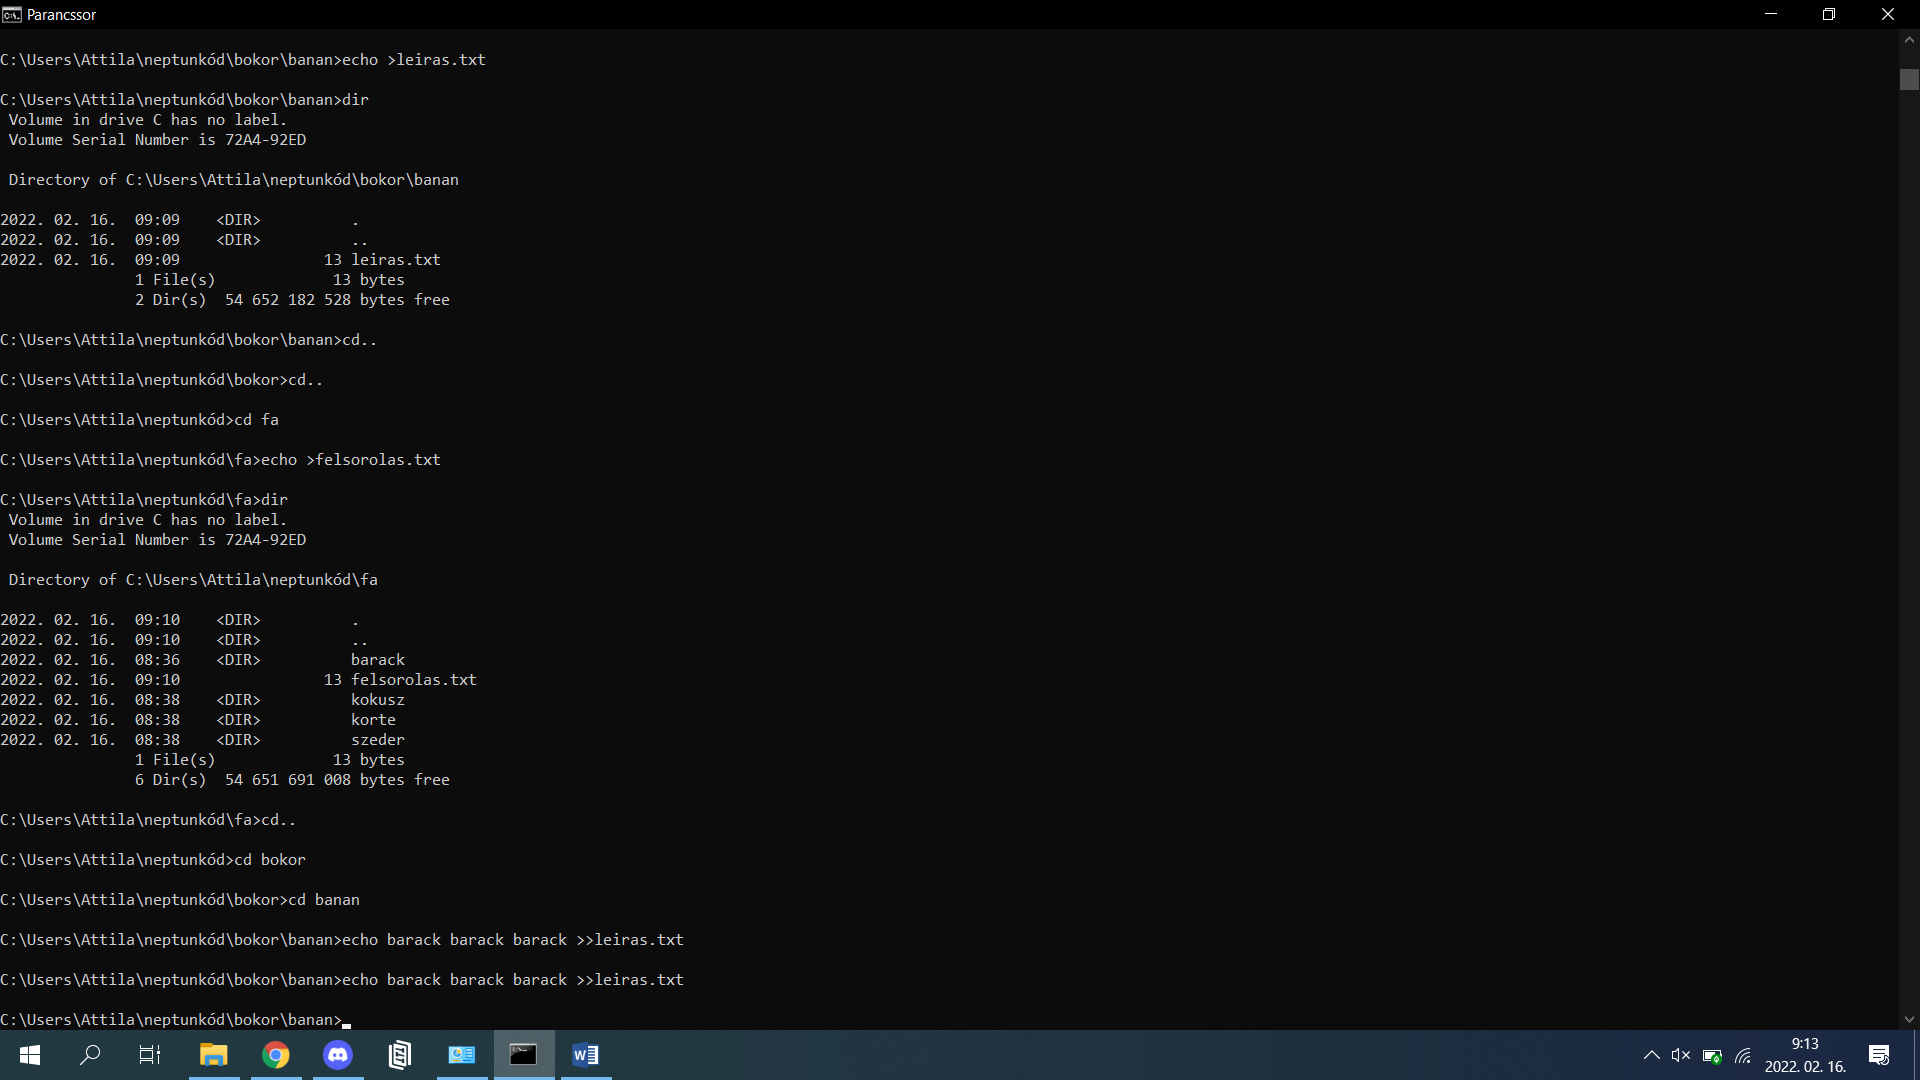 Parancssor
C:\Users\Attila\neptunkód\bokor\banan>echo >leiras.txt
C:\Users\Attila\neptunkód\bokor\banan>dir
Volume in drive C has no label.
Volume Serial Number is 72A4-92ED
Directory of C:\Users\Attila\neptunkód\bokor\banan
2022. 02. 16.  09:09    <DIR>          .
2022. 02. 16.  09:09    <DIR>          ..
2022. 02. 16.  09:09                13 leiras.txt
1 File(s)             13 bytes
2 Dir(s)  54 652 182 528 bytes free
C:\Users\Attila\neptunkód\bokor\banan>cd..
C:\Users\Attila\neptunkód\bokor>cd..
C:\Users\Attila\neptunkód>cd fa
C:\Users\Attila\neptunkód\fa>echo >felsorolas.txt
C:\Users\Attila\neptunkód\fa>dir
Volume in drive C has no label.
Volume Serial Number is 72A4-92ED
Directory of C:\Users\Attila\neptunkód\fa
2022. 02. 16.  09:10    <DIR>          .
2022. 02. 16.  09:10    <DIR>          ..
2022. 02. 16.  08:36    <DIR>          barack
2022. 02. 16.  09:10                13 felsorolas.txt
2022. 02. 16.  08:38    <DIR>          kokusz
2022. 02. 16.  08:38    <DIR>          korte
2022. 02. 16.  08:38    <DIR>          szeder
1 File(s)             13 bytes
6 Dir(s)  54 651 691 008 bytes free
C:\Users\Attila\neptunkód\fa>cd..
C:\Users\Attila\neptunkód>cd bokor
C:\Users\Attila\neptunkód\bokor>cd banan
C:\Users\Attila\neptunkód\bokor\banan>echo barack barack barack >>leiras.txt
C:\Users\Attila\neptunkód\bokor\banan>echo barack barack barack >>leiras.txt
C:\Users\Attila\neptunkód\bokor\banan>
9:13
2022. 02. 16.